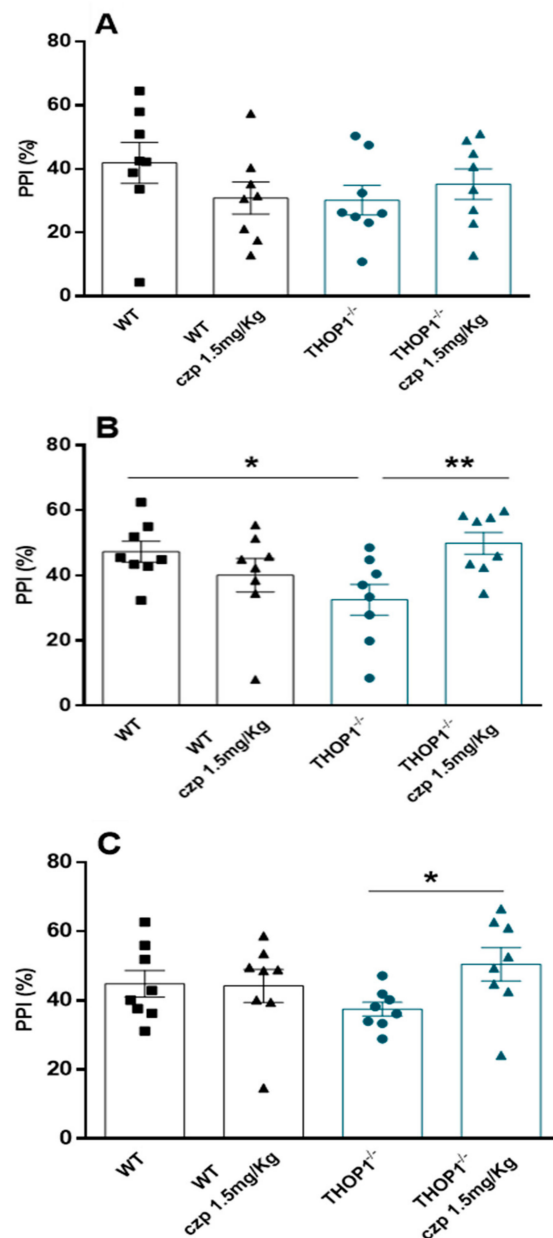 A
PPI (%)
80
60
40
20
0
WT
WT
czp 1.5mg/Kg
THOP1-/-
THOP1-/-
czp 1.5mg/Kg
B
PPI (%)
80
60
40
20
0
*
**
WT
WT
czp 1.5mg/Kg
THOP1-/-
THOP1-/-
czp 1.5mg/Kg
C
PPI (%)
80
60
40
20
0
*
WT
WT
czp 1.5mg/Kg
THOP1-/-
THOP1-/-
czp 1.5mg/Kg